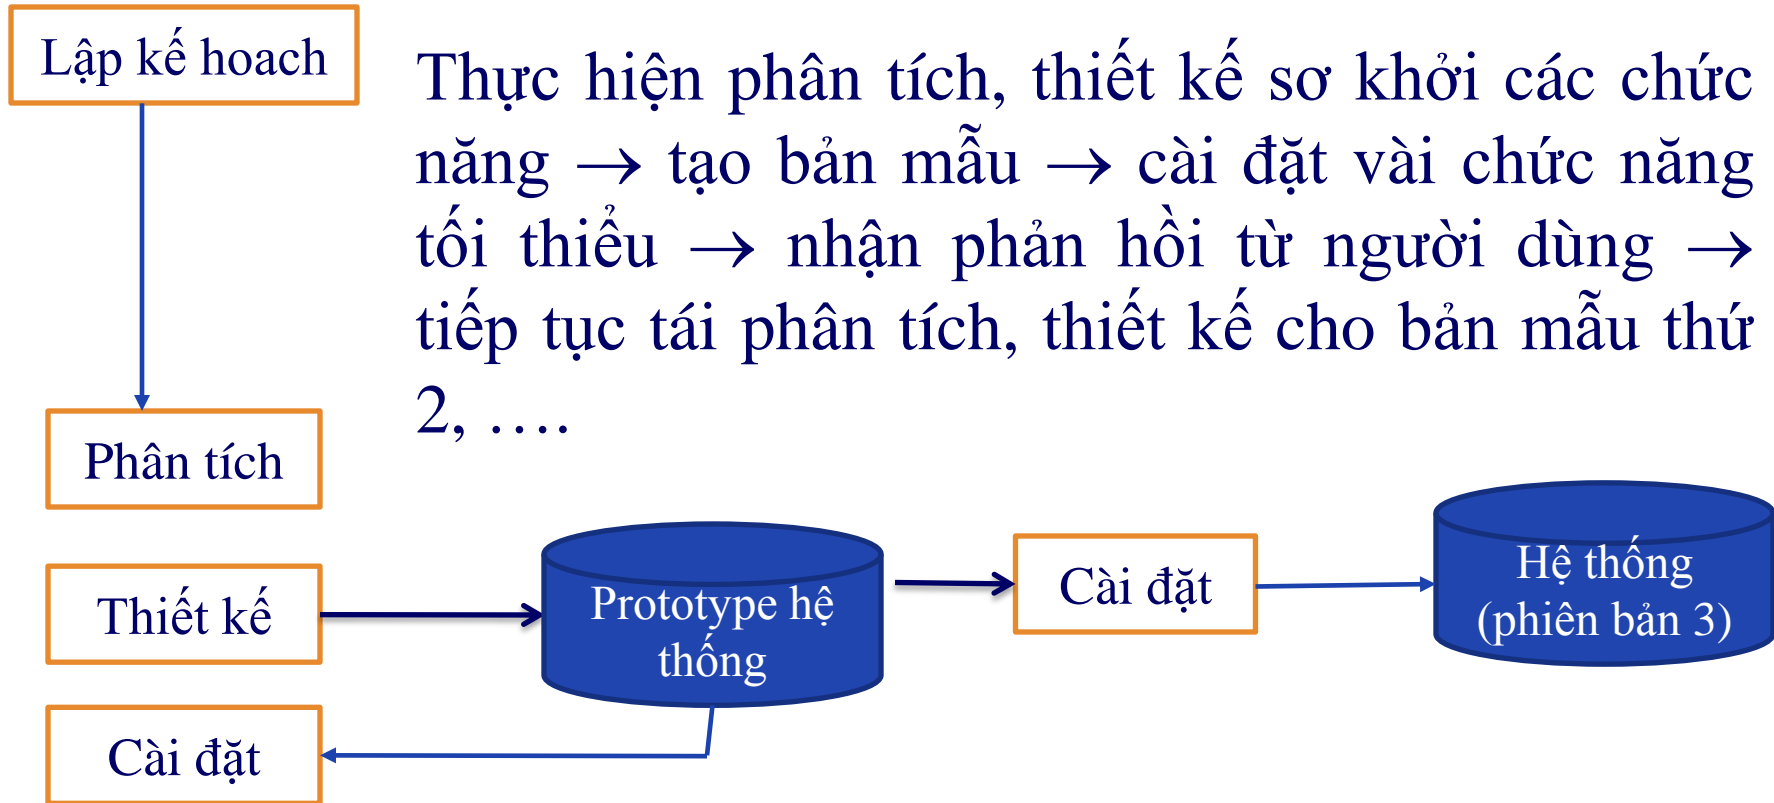 Lập kế hoach
Thực hiện phân tích, thiết kế sơ khởi các chức
năng → tạo bản mẫu → cài đặt vài chức năng
tối thiểu → nhận phản hồi từ người dùng →
tiếp tục tái phân tích, thiết kế cho bản mẫu thứ
2, ….
Phân tích
Thiết kế
Prototype hệ
thống
Cài đặt
Hệ thống
(phiên bản 3)
Cài đặt